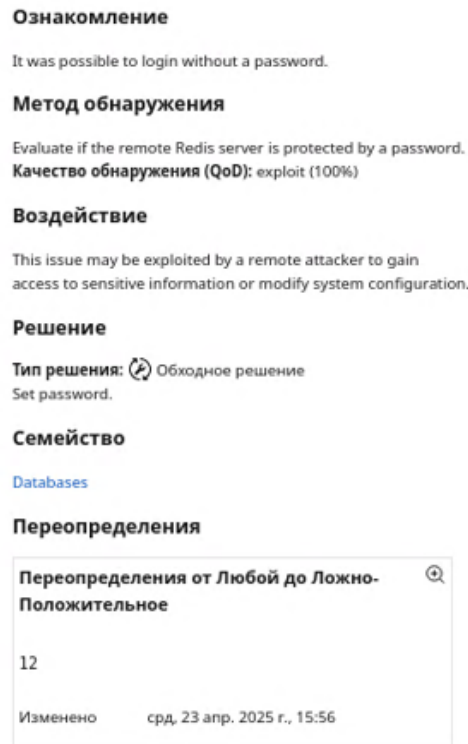 Ознакомление
It was possible to login without a password.
Метод обнаружения
Evaluate if the remote Redis server is protected by a password.
Качество обнаружения (QoD): exploit (100%)
Воздействие
This issue may be exploited by a remote attacker to gain
access to sensitive information or modify system configuration.
Решение
Тип решения: Обходное решение
Set password.
Семейство
Databases
Переопределения
Переопределения от Любой до Ложно-
Положительное
12
Изменено срд, 23 апр. 2025 г., 15:56